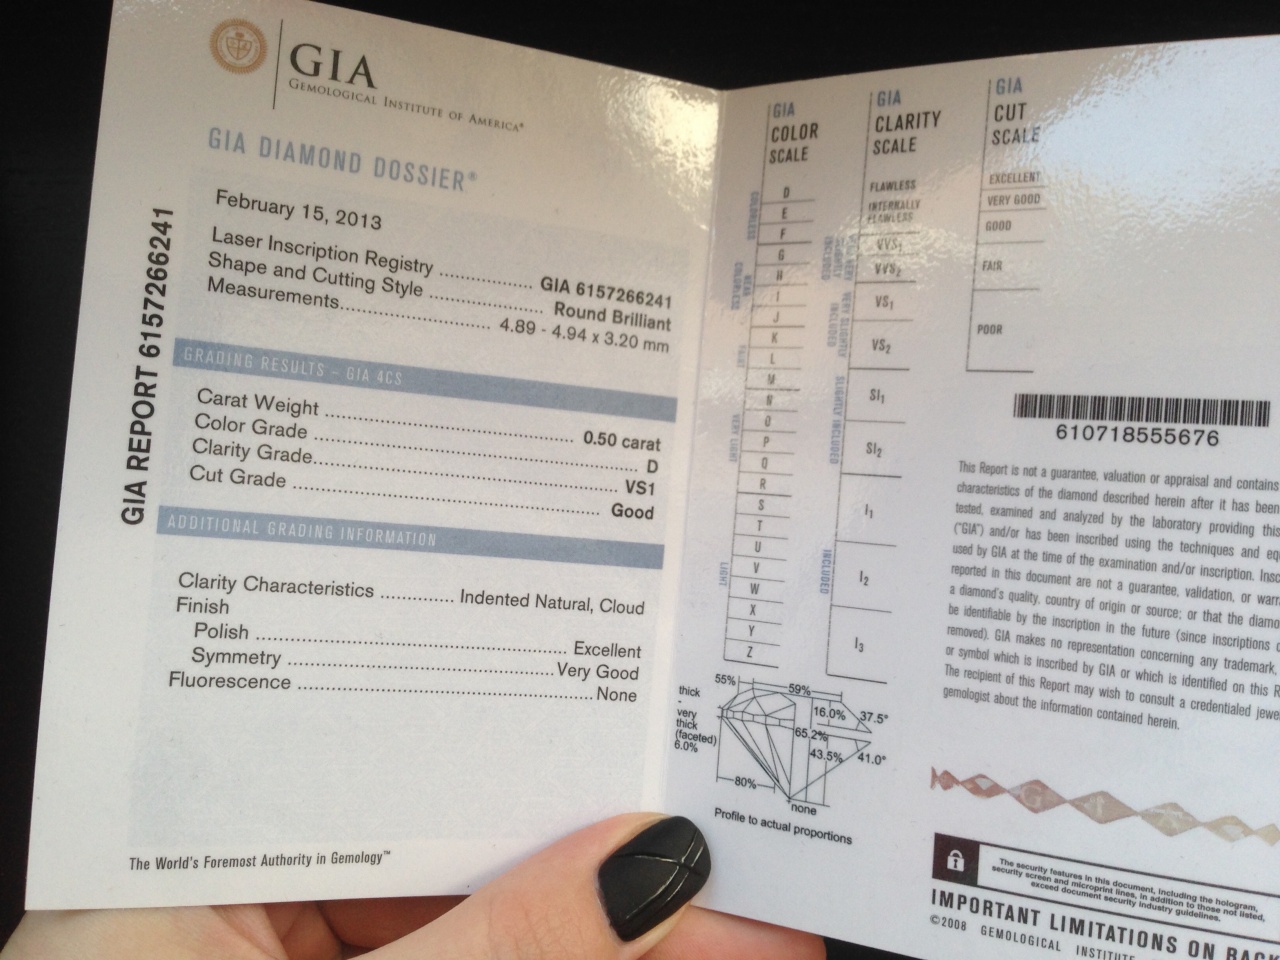 GIA
GEMOLOGICAL INSTITUTE OF AMERICA®
GIA DIAMOND DOSSIER®
February 15, 2013
Laser Inscription Registry .............. GIA 6157266241
Shape and Cutting Style .............. Round Brilliant
Measurements.............. 4.89 - 4.94 x 3.20 mm
GRADING RESULTS – GIA 4CS
Carat Weight .............. 0.50 carat
Color Grade .............. D
Clarity Grade.............. VS1
Cut Grade .............. Good
ADDITIONAL GRADING INFORMATION
Clarity Characteristics ............ Indented Natural, Cloud
Finish
Polish .............. Excellent
Symmetry .............. Very Good
Fluorescence .............. None
The World's Foremost Authority in Gemology™
GIA REPORT 6157266241
GIA
COLOR
SCALE
COLORLESS
D
E
F
NEAR
COLORLESS
G
H
I
J
FAINT
K
L
M
VERY LIGHT
N
O
P
Q
R
LIGHT
S
T
U
V
W
X
Y
Z
GIA
CLARITY
SCALE
FLAWLESS
INTERNALLY
FLAWLESS
VERY VERY
SLIGHTLY
INCLUDED
VVS1
VVS2
VERY SLIGHTLY
INCLUDED
VS1
VS2
SLIGHTLY INCLUDED
SI1
SI2
INCLUDED
I1
I2
I3
GIA
CUT
SCALE
EXCELLENT
VERY GOOD
GOOD
FAIR
POOR
610718555676
This Report is not a guarantee, valuation or appraisal and contains
characteristics of the diamond described herein after it has been
tested, examined and analyzed by the laboratory providing this
("GIA") and/or has been inscribed using the techniques and
used by GIA at the time of the examination and/or inscription.
reported in this document are not a guarantee, validation, or
a diamond's quality, country of origin or source; or that the
be identifiable by the inscription in the future (since inscriptions
removed). GIA makes no representation concerning any trademark,
or symbol which is inscribed by GIA or which is identified on this
The recipient of this Report may wish to consult a credentialed
gemologist about the information contained herein.
55%
59%
thick
-
very
thick
(faceted)
6.0%
16.0%
37.5°
65.2%
43.5%
41.0°
80%
none
Profile to actual proportions
The security features in this document, including the hologram,
security screen and microprint lines, in addition to those not listed,
exceed document security industry guidelines.
IMPORTANT LIMITATIONS ON BACK
©2008 GEMOLOGICAL INSTITUTE